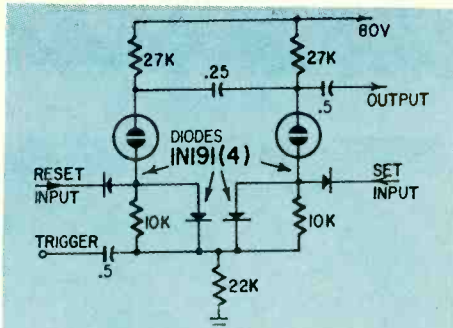 80V
27K
27K
.25
.5
OUTPUT
DIODES
IN191(4)
RESET
INPUT
SET
INPUT
10K
10K
TRIGGER
.5
22K